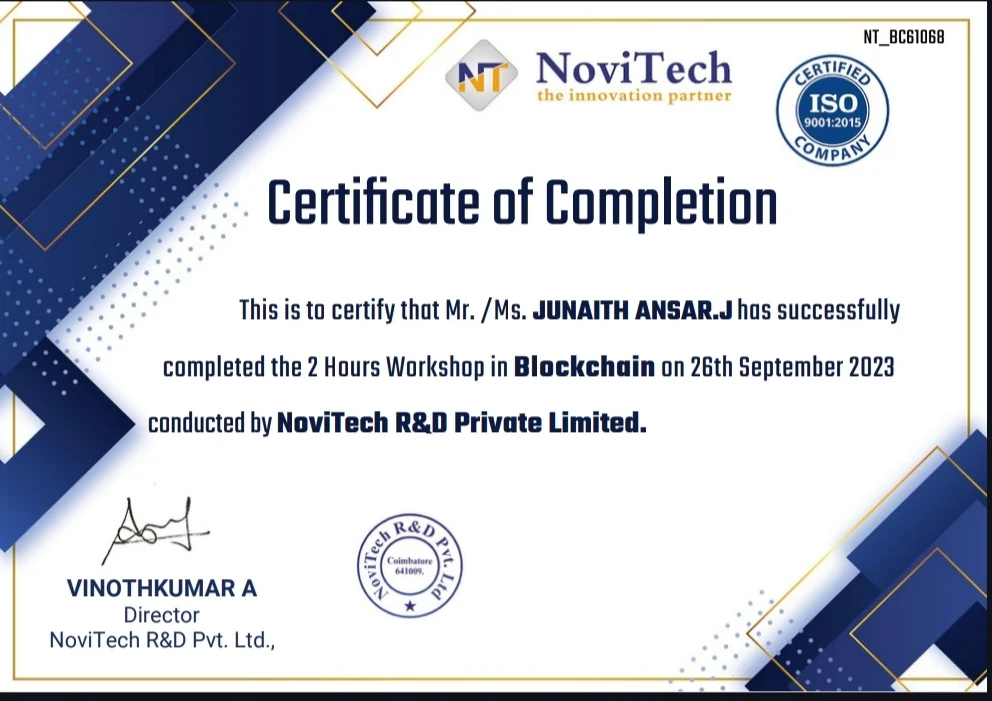 NT_BC61068
NT
NoviTech
the innovation partner
CERTIFIED
ISO
9001:2015
COMPANY
Certificate of Completion
This is to certify that Mr. /Ms. JUNAITH ANSAR.J has successfully
completed the 2 Hours Workshop in Blockchain on 26th September 2023
conducted by NoviTech R&D Private Limited.
VINOTHKUMAR A
Director
NoviTech R&D Pvt. Ltd.,
NoviTech R&D Pvt. Ltd
Coimbatore
641009.